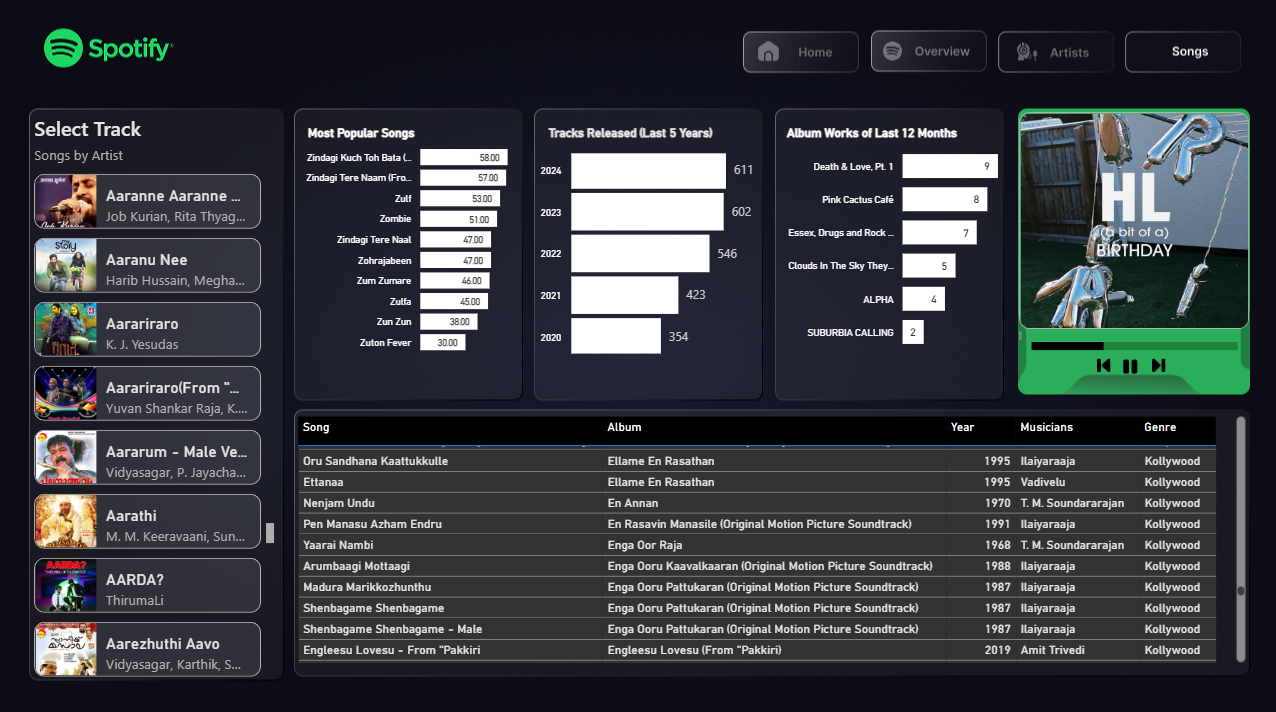 Spotify
Home
Overview
Artists
Songs
Select Track
Songs by Artist
Aaranne Aaranne ...
Job Kurian, Rita Thyag...
Aaranu Nee
Harib Hussain, Megha...
Aarariraro
K. J. Yesudas
Aarariraro(From "...
Yuvan Shankar Raja, K....
Aararum - Male Ve...
Vidyasagar, P. Jayacha...
Aarathi
M. M. Keeravaani, Sun...
AARDA?
AARDA?
ThirumaLi
Aarezhuthi Aavo
Vidyasagar, Karthik, S...
Most Popular Songs
Zindagi Kuch Toh Bata (... 58.00
Zindagi Tere Naam (Fro... 57.00
Zulf 53.00
Zombie 51.00
Zindagi Tere Naal 47.00
Zohrajabeen 47.00
Zum Zumare 46.00
Zulfa 45.00
Zun Zun 38.00
Zuton Fever 30.00
Tracks Released (Last 5 Years)
2024 611
2023 602
2022 546
2021 423
2020 354
Album Works of Last 12 Months
Death & Love, Pt. 1 9
Pink Cactus Café 8
Essex, Drugs and Rock ... 7
Clouds In The Sky They... 5
ALPHA 4
SUBURBIA CALLING 2
HL
(a bit of a)
BIRTHDAY
Song Album Year Musicians Genre
Oru Sandhana Kaattukkulle Ellame En Rasathan 1995 Ilaiyaraaja Kollywood
Ettanaa Ellame En Rasathan 1995 Vadivelu Kollywood
Nenjam Undu En Annan 1970 T. M. Soundararajan Kollywood
Pen Manasu Azham Endru En Rasavin Manasile (Original Motion Picture Soundtrack) 1991 Ilaiyaraaja Kollywood
Yaarai Nambi Enga Oor Raja 1968 T. M. Soundararajan Kollywood
Arumbaagi Mottaagi Enga Ooru Kaavalkaaran (Original Motion Picture Soundtrack) 1988 Ilaiyaraaja Kollywood
Madura Marikkozhunthu Enga Ooru Pattukaran (Original Motion Picture Soundtrack) 1987 Ilaiyaraaja Kollywood
Shenbagame Shenbagame Enga Ooru Pattukaran (Original Motion Picture Soundtrack) 1987 Ilaiyaraaja Kollywood
Shenbagame Shenbagame - Male Enga Ooru Pattukaran (Original Motion Picture Soundtrack) 1987 Ilaiyaraaja Kollywood
Engleesu Lovesu - From "Pakkiri Engleesu Lovesu (From "Pakkiri) 2019 Amit Trivedi Kollywood